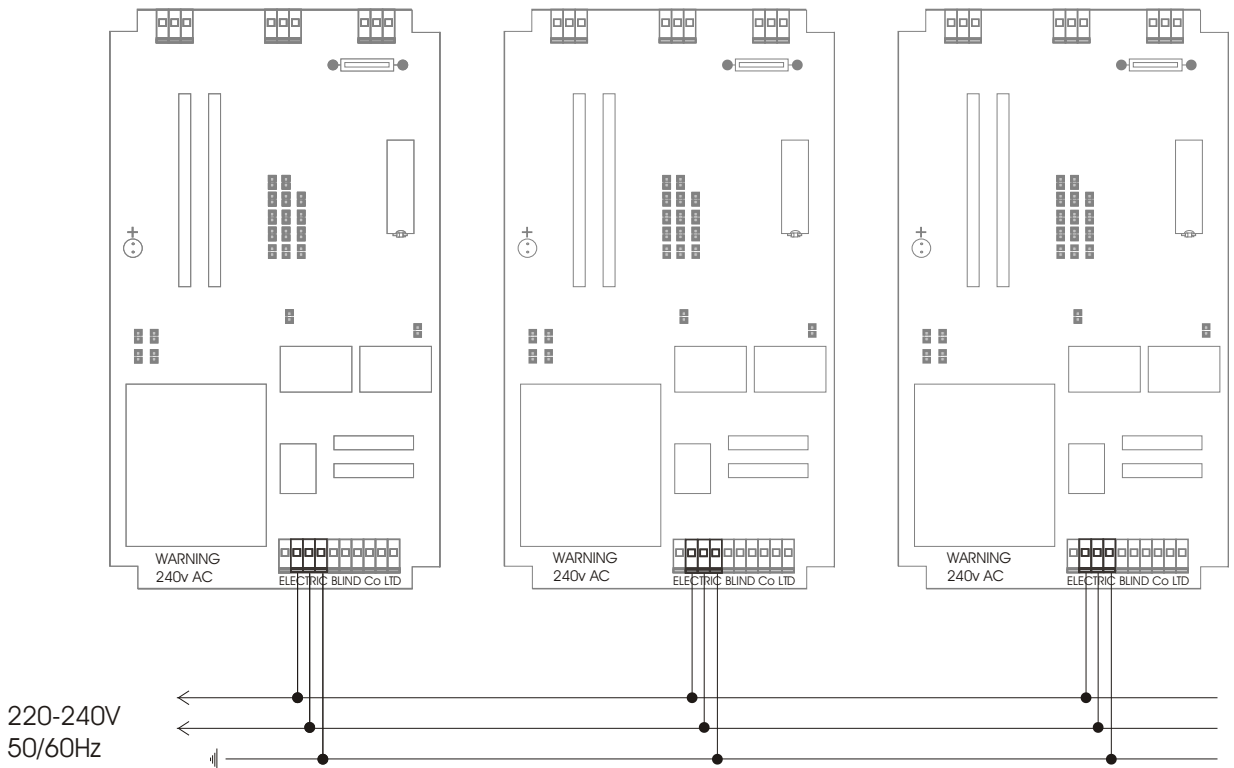 WARNING
240v AC
ELECTRIC BLIND Co LTD
WARNING
240v AC
ELECTRIC BLIND Co LTD
WARNING
240v AC
ELECTRIC BLIND Co LTD
220-240V
50/60Hz